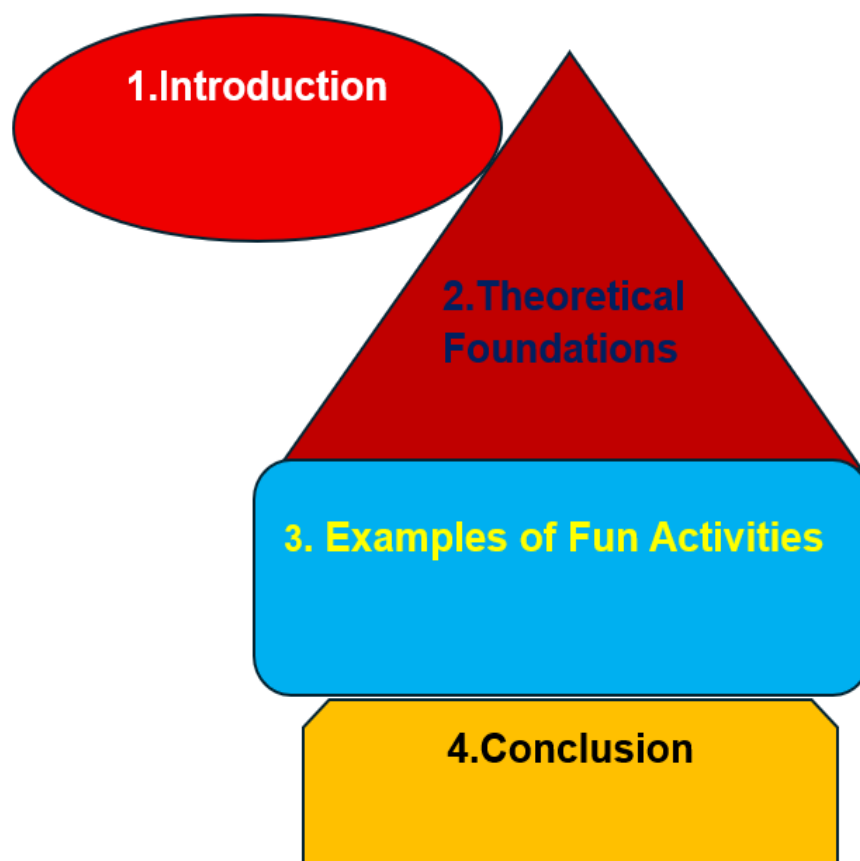 1.Introduction
2.Theoretical
Foundations
3. Examples of Fun Activities
4.Conclusion